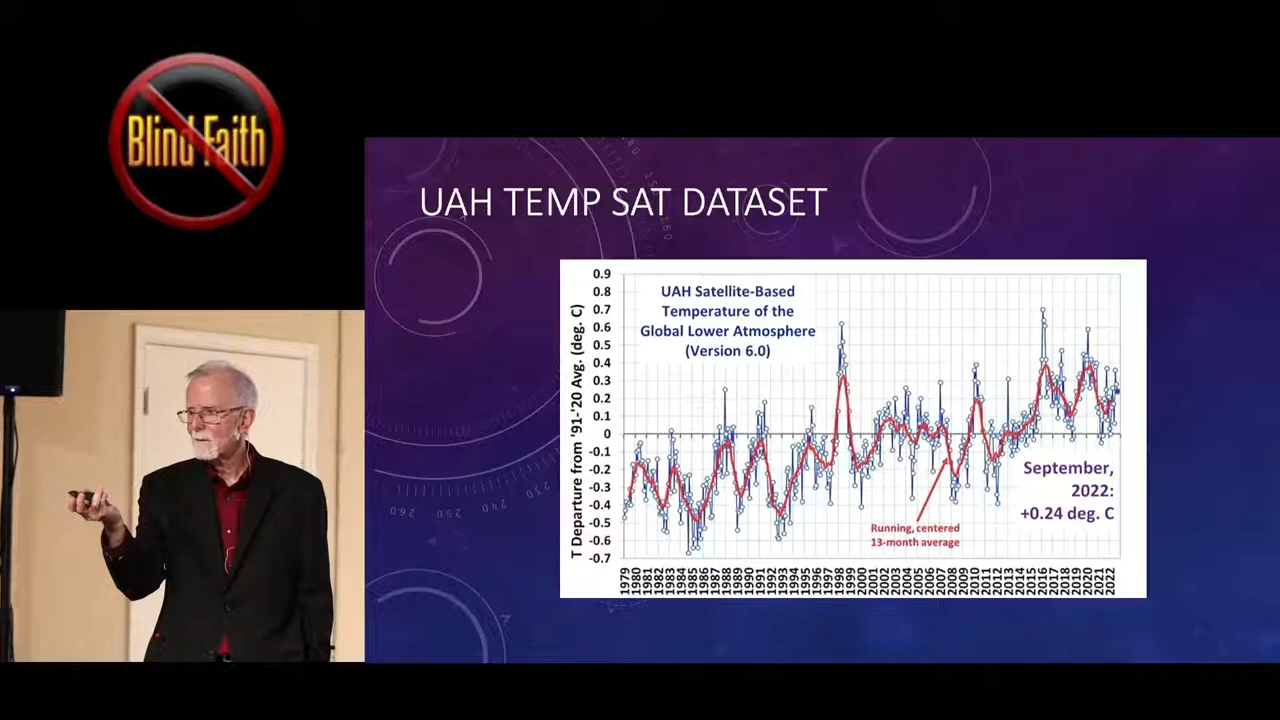 Blind Faith
UAH TEMP SAT DATASET
UAH Satellite-Based
Temperature of the
Global Lower Atmosphere
(Version 6.0)
T Departure from '91-'20 Avg. (deg. C)
0.9
0.8
0.7
0.6
0.5
0.4
0.3
0.2
0.1
0
-0.1
-0.2
-0.3
-0.4
-0.5
-0.6
-0.7
Running, centered
13-month average
September,
2022:
+0.24 deg. C
1979 1980 1981 1982 1983 1984 1985 1986 1987 1988 1989 1990 1991 1992 1993 1994 1995 1996 1997 1998 1999 2000 2001 2002 2003 2004 2005 2006 2007 2008 2009 2010 2011 2012 2013 2014 2015 2016 2017 2018 2019 2020 2021 2022
260 250 240 230
160